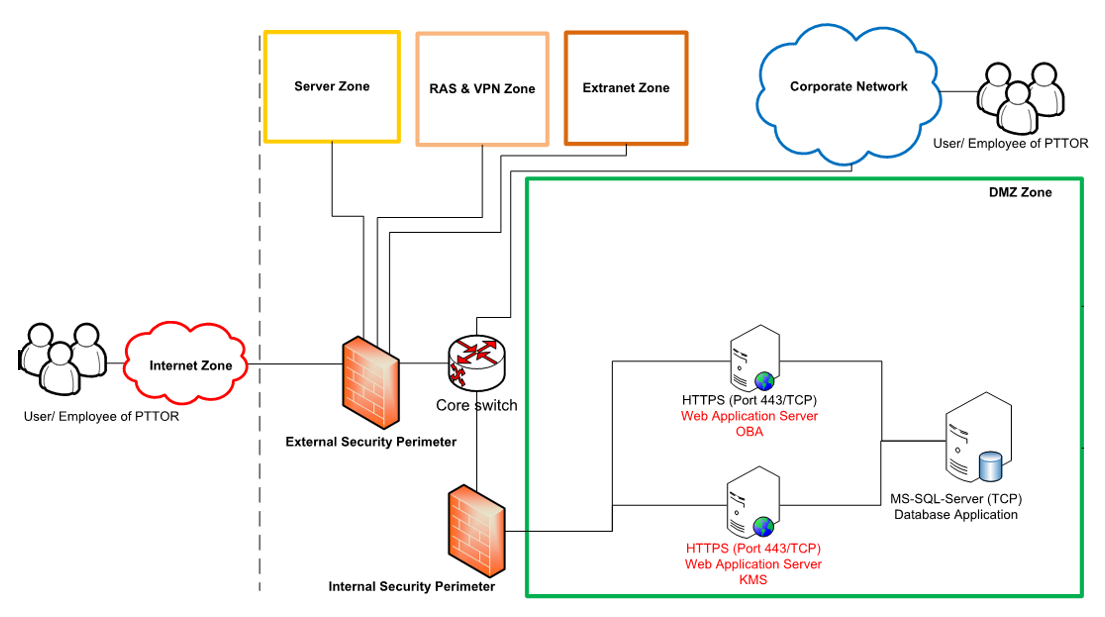 Server Zone
RAS & VPN Zone
Extranet Zone
Corporate Network
User/ Employee of PTTOR
DMZ Zone
Internet Zone
User/ Employee of PTTOR
External Security Perimeter
Core switch
HTTPS (Port 443/TCP)
Web Application Server
OBA
MS-SQL-Server (TCP)
Database Application
HTTPS (Port 443/TCP)
Web Application Server
KMS
Internal Security Perimeter